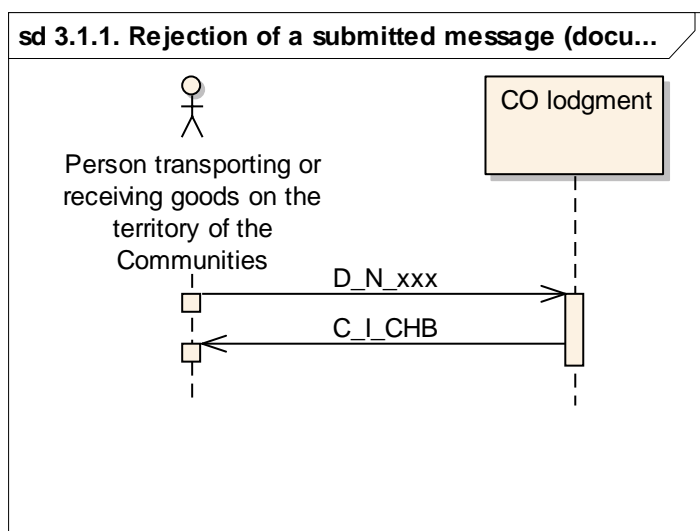 sd 3.1.1. Rejection of a submitted message (docu...
CO lodgment
Person transporting or
receiving goods on the
territory of the
Communities
D_N_xxx
C_I_CHB